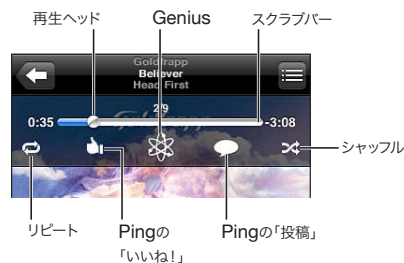 再生ヘッド
Genius
スクラブバー
Goldfrapp
Believer
Head First
2/9
0:35
-3:08
シャッフル
リピート
Pingの
「いいね!」
Pingの「投稿」